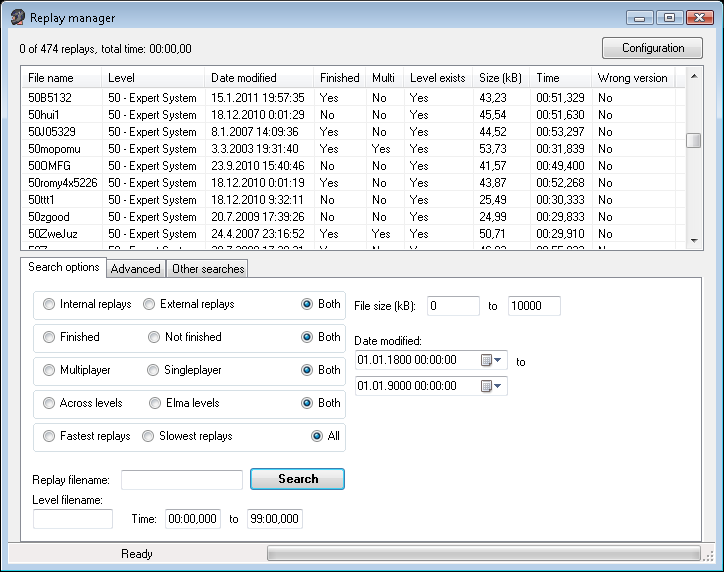 Replay manager
0 of 474 replays, total time: 00:00,00
Configuration
File name Level Date modified Finished Multi Level exists Size (kB) Time Wrong version
50B5132 50 - Expert System 15.1.2011 19:57:35 Yes No Yes 43,23 00:51,329 No
50hui1 50 - Expert System 18.12.2010 0:01:29 No No Yes 45,54 00:51,630 No
50J05329 50 - Expert System 8.1.2007 14:09:36 Yes No Yes 44,52 00:53,297 No
50mopomu 50 - Expert System 3.3.2003 19:31:40 Yes Yes Yes 53,73 00:31,839 No
50OMFG 50 - Expert System 23.9.2010 15:40:46 No No Yes 41,57 00:49,400 No
50romy4x5226 50 - Expert System 18.12.2010 0:01:19 Yes No Yes 43,87 00:52,268 No
50ttt1 50 - Expert System 18.12.2010 9:32:11 No No Yes 25,49 00:30,333 No
50zgood 50 - Expert System 20.7.2009 17:39:26 No No Yes 24,99 00:29,833 No
50ZweJuz 50 - Expert System 24.4.2007 23:16:52 Yes Yes Yes 50,71 00:29,910 No
Search options Advanced Other searches
Internal replays External replays Both File size (kB): 0 to 10000
Finished Not finished Both
Date modified:
01.01.1800 00:00:00 to
Multiplayer Singleplayer Both
01.01.9000 00:00:00
Across levels Elma levels Both
Fastest replays Slowest replays All
Replay filename: Search
Level filename:
Time: 00:00,000 to 99:00,000
Ready